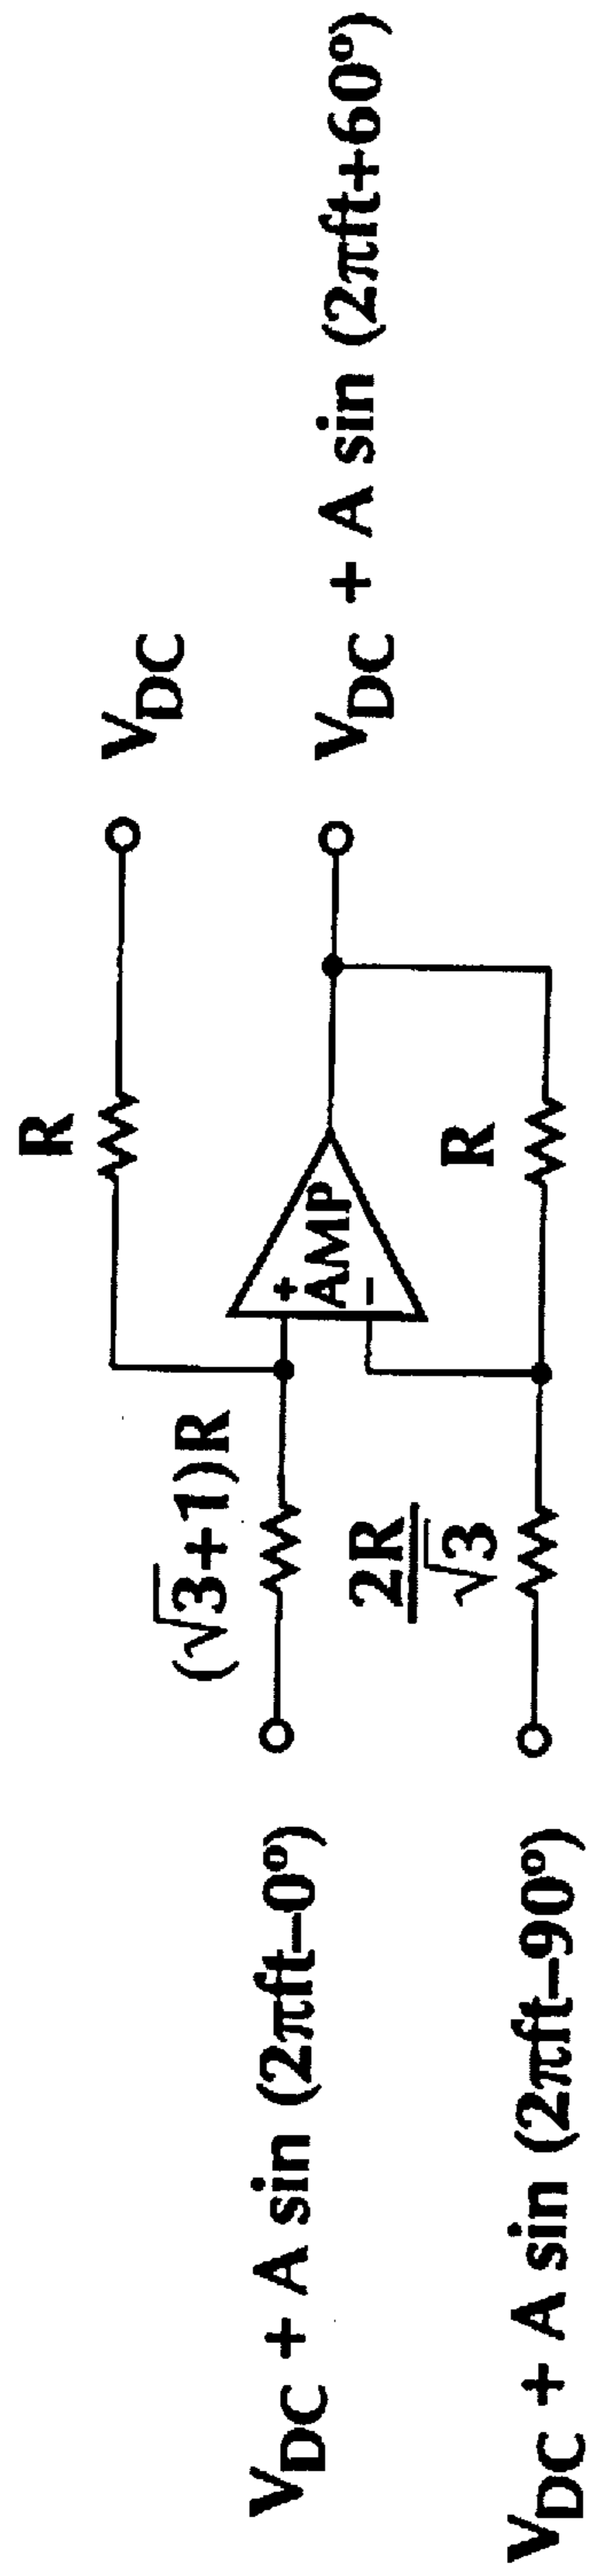 R
V_DC
(√3+1)R
V_DC + A sin (2πft–0°)
+
AMP
–
V_DC + A sin (2πft+60°)
2R
√3
R
V_DC + A sin (2πft–90°)